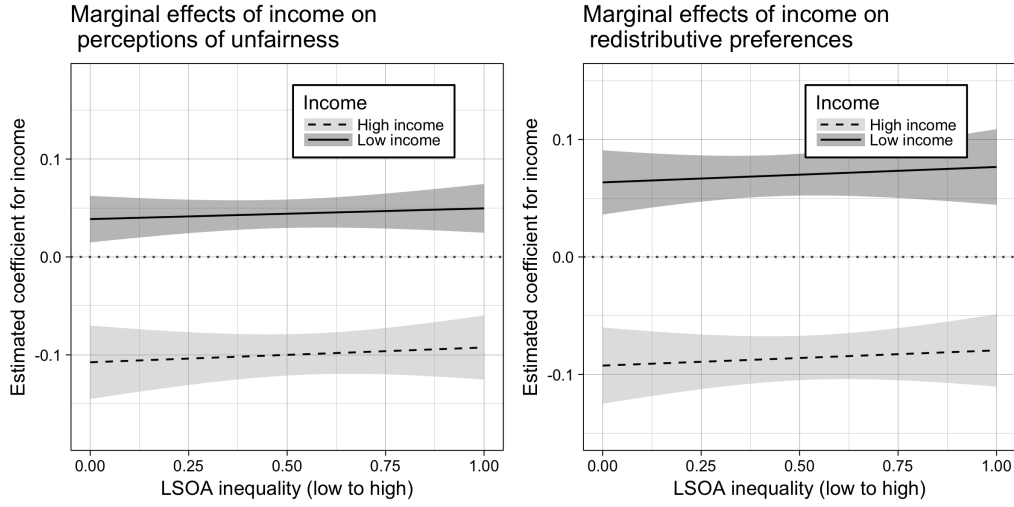 Marginal effects of income on
perceptions of unfairness
Estimated coefficient for income
0.1
0.0
-0.1
Income
High income
Low income
0.00
0.25
0.50
0.75
1.00
LSOA inequality (low to high)
Marginal effects of income on
redistributive preferences
Estimated coefficient for income
0.1
0.0
-0.1
Income
High income
Low income
0.00
0.25
0.50
0.75
1.00
LSOA inequality (low to high)